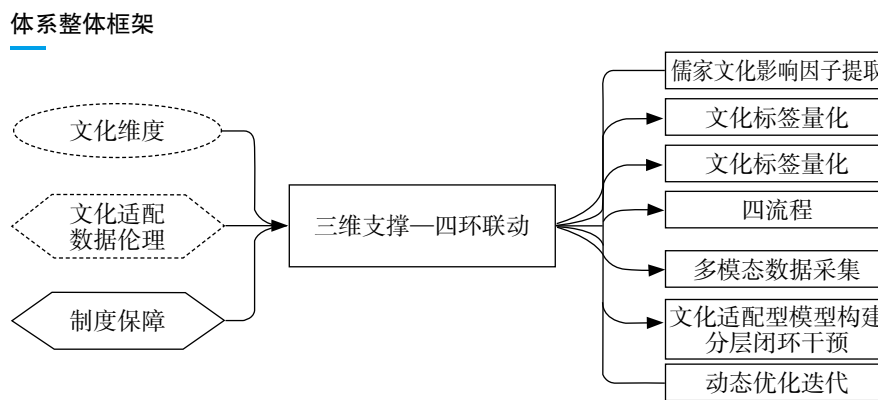 体系整体框架
文化维度
文化适配
数据伦理
制度保障
三维支撑—四环联动
儒家文化影响因子提取
文化标签量化
文化标签量化
四流程
多模态数据采集
文化适配型模型构建
分层闭环干预
动态优化迭代